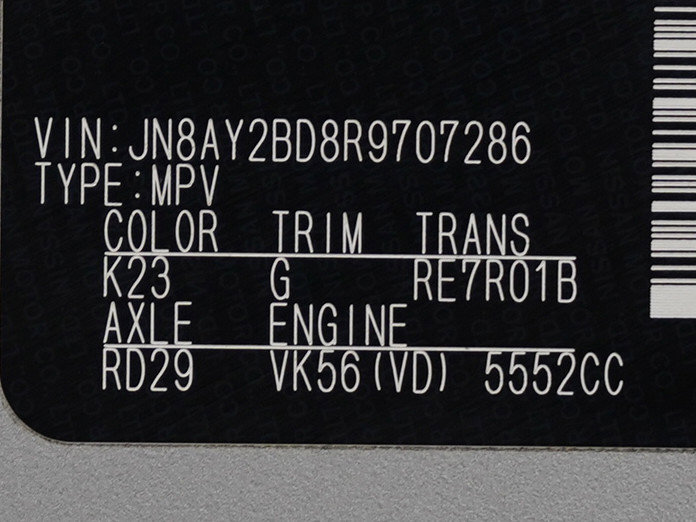 VIN:JN8AY2BD8R9707286
TYPE:MPV
COLOR TRIM TRANS
K23 G RE7R01B
AXLE ENGINE
RD29 VK56(VD) 5552CC